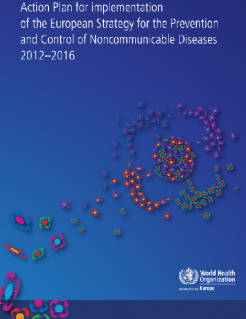 Action Plan for implementation
of the European Strategy for the Prevention
and Control of Noncommunicable Diseases
2012–2016
World Health
Organization
Europe